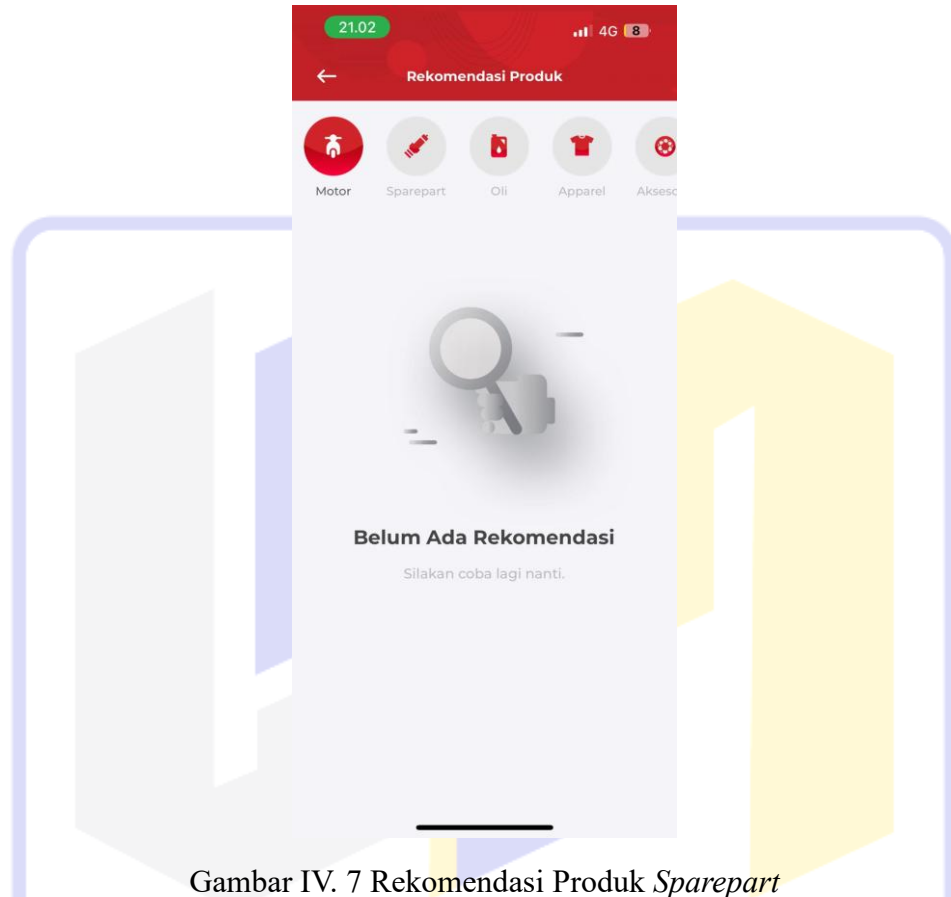 21.02 4G 8
Rekomendasi Produk
Motor Sparepart Oli Apparel Aksesc
Belum Ada Rekomendasi
Silakan coba lagi nanti.
Gambar IV. 7 Rekomendasi Produk Sparepart